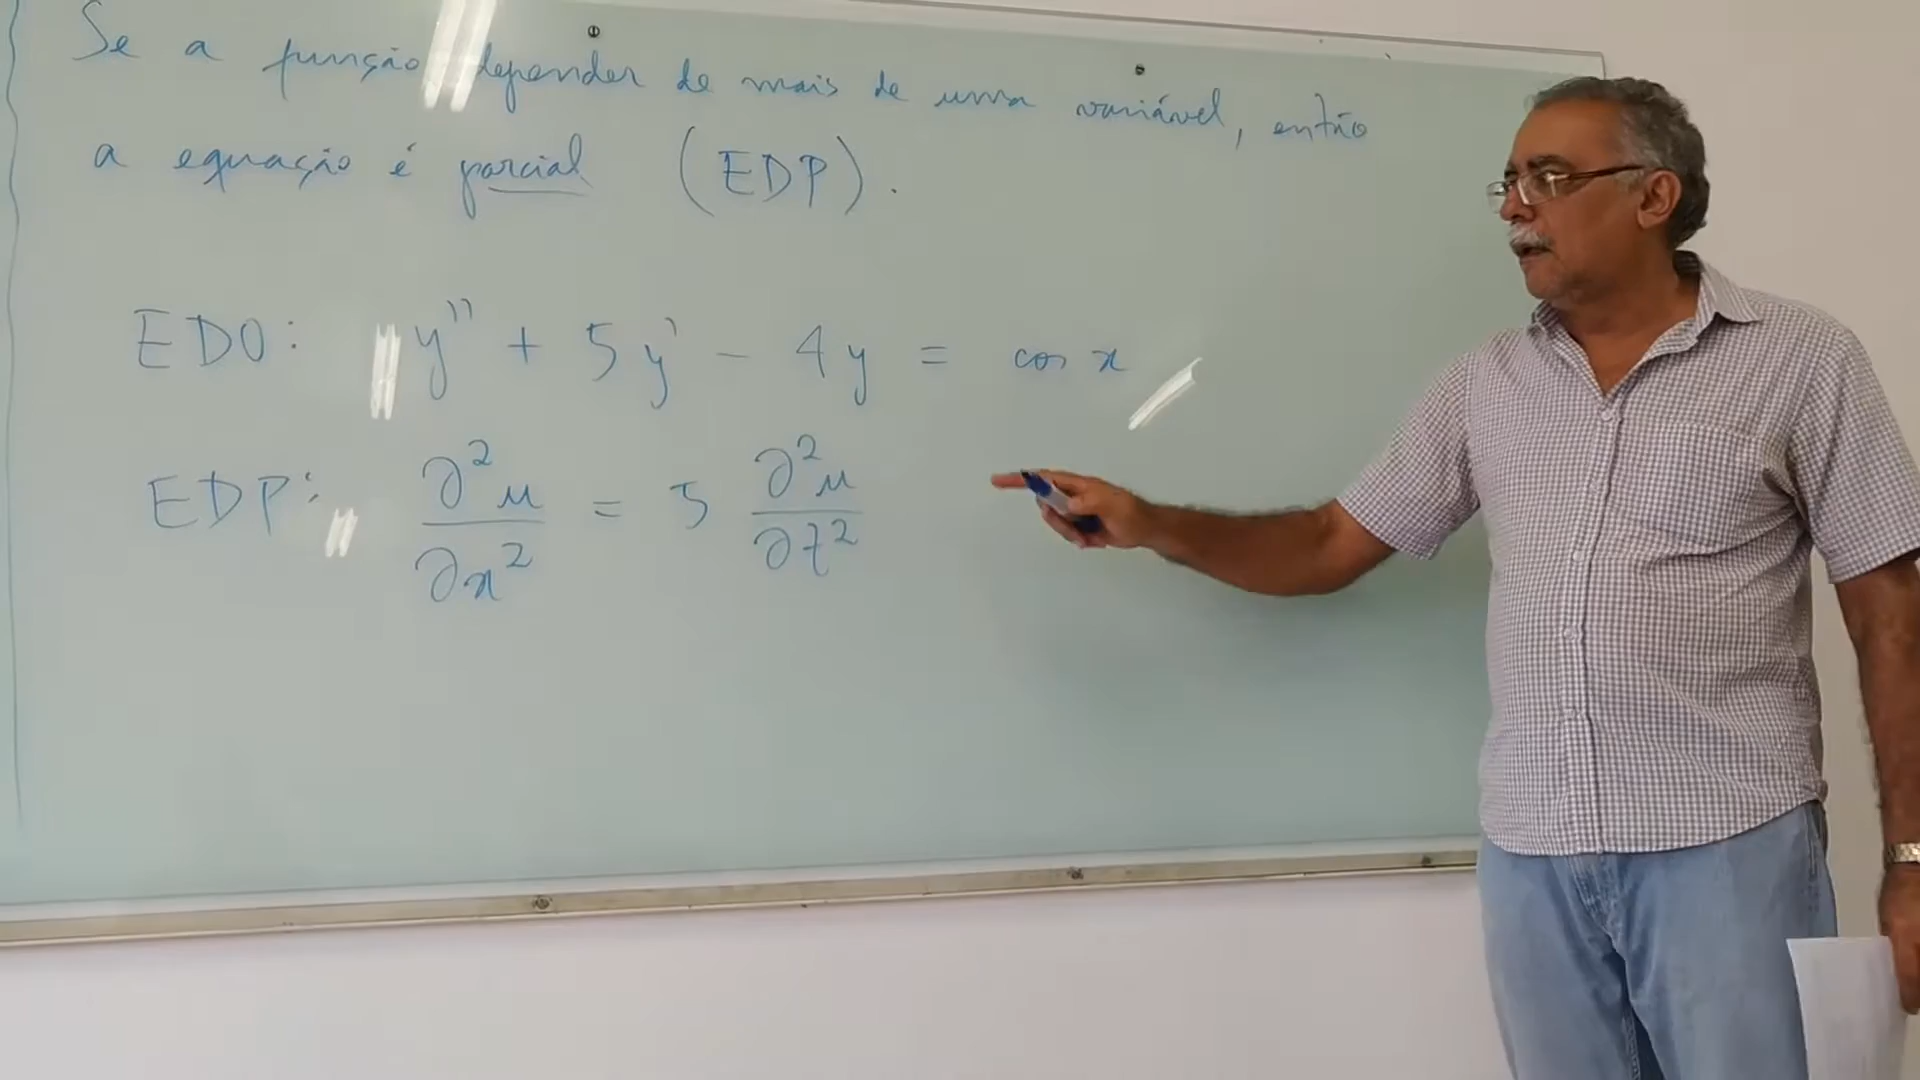 Se a função depender de mais de uma variável, então
a equação é parcial (EDP).
EDO: y'' + 5y' - 4y = cos x
EDP: ∂²u/∂x² = 5 ∂²u/∂t²